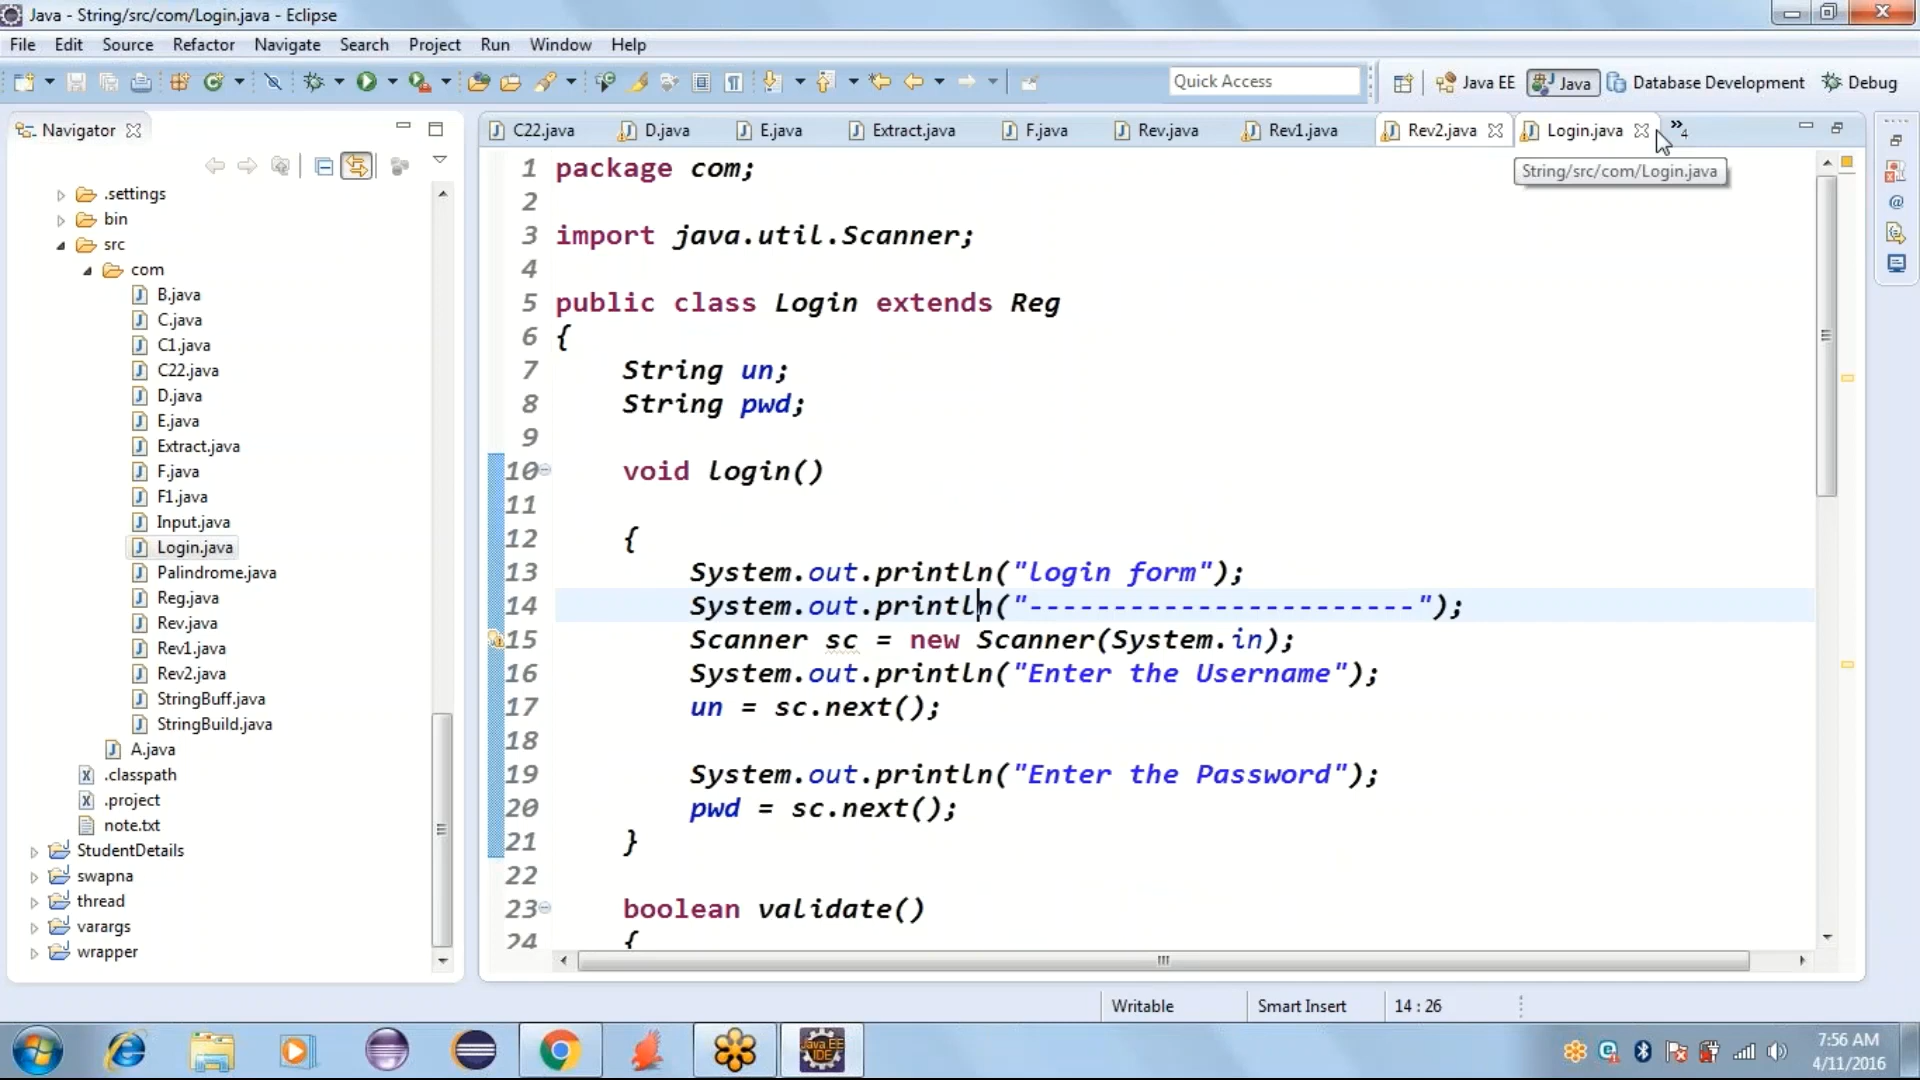 Java - String/src/com/Login.java - Eclipse
File Edit Source Refactor Navigate Search Project Run Window Help
Quick Access
Java EE
Java
Database Development
Debug
Navigator
.settings
bin
src
com
B.java
C.java
C1.java
C22.java
D.java
E.java
Extract.java
F.java
F1.java
Input.java
Login.java
Palindrome.java
Reg.java
Rev.java
Rev1.java
Rev2.java
StringBuff.java
StringBuild.java
A.java
.classpath
.project
note.txt
StudentDetails
swapna
thread
varargs
wrapper
C22.java D.java E.java Extract.java F.java Rev.java Rev1.java Rev2.java Login.java »4
String/src/com/Login.java
1 package com;
2
3 import java.util.Scanner;
4
5 public class Login extends Reg
6 {
7 String un;
8 String pwd;
9
10 void login()
11
12 {
13 System.out.println("login form");
14 System.out.println("-----------------------");
15 Scanner sc = new Scanner(System.in);
16 System.out.println("Enter the Username");
17 un = sc.next();
18
19 System.out.println("Enter the Password");
20 pwd = sc.next();
21 }
22
23 boolean validate()
24 {
Writable Smart Insert 14 : 26
Java EE
IDE
7:56 AM
4/11/2016